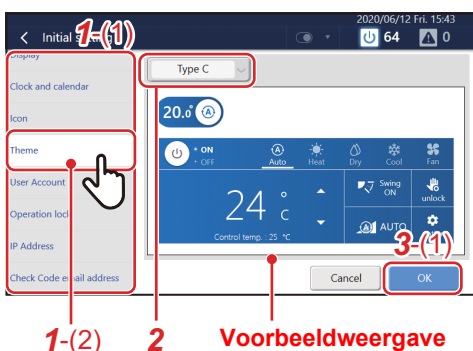 2020/06/12 Fri. 15:43
Initial
1-(1)
64
0
Display
Clock and calendar
Icon
Theme
User Account
Operation lock
IP Address
Check Code email address
Type C
20.0
A
• ON
• OFF
Auto
Heat
Dry
Cool
Fan
24 °C
Control temp. : 25 °C
Swing
ON
unlock
AUTO
3-(1)
Cancel
OK
1-(2)
2
Voorbeeldweergave